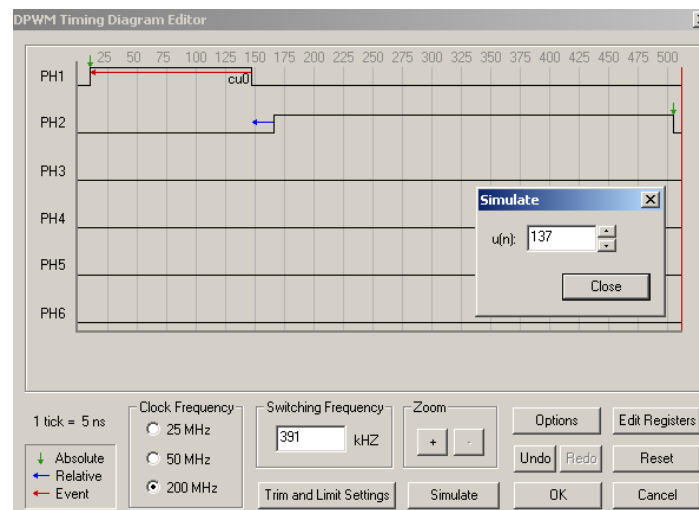 DPWM Timing Diagram Editor
25 50 75 100 125 150 175 200 225 250 275 300 325 350 375 400 425 450 475 500
PH1
cu0
PH2
PH3
PH4
PH5
PH6
Simulate
u(n): 137
Close
1 tick = 5 ns
Absolute
Relative
Event
Clock Frequency
25 MHz
50 MHz
200 MHz
Switching Frequency
391 kHZ
Trim and Limit Settings
Zoom
+ -
Simulate
Options Edit Registers
Undo Redo Reset
OK Cancel